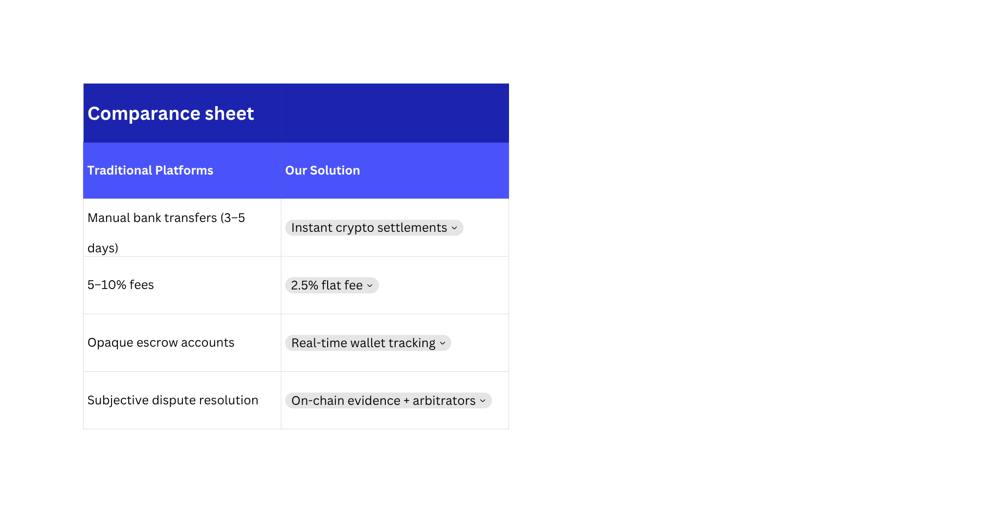 Comparance sheet
Traditional Platforms
Our Solution
Manual bank transfers (3–5
days)
Instant crypto settlements
5–10% fees
2.5% flat fee
Opaque escrow accounts
Real-time wallet tracking
Subjective dispute resolution
On-chain evidence + arbitrators